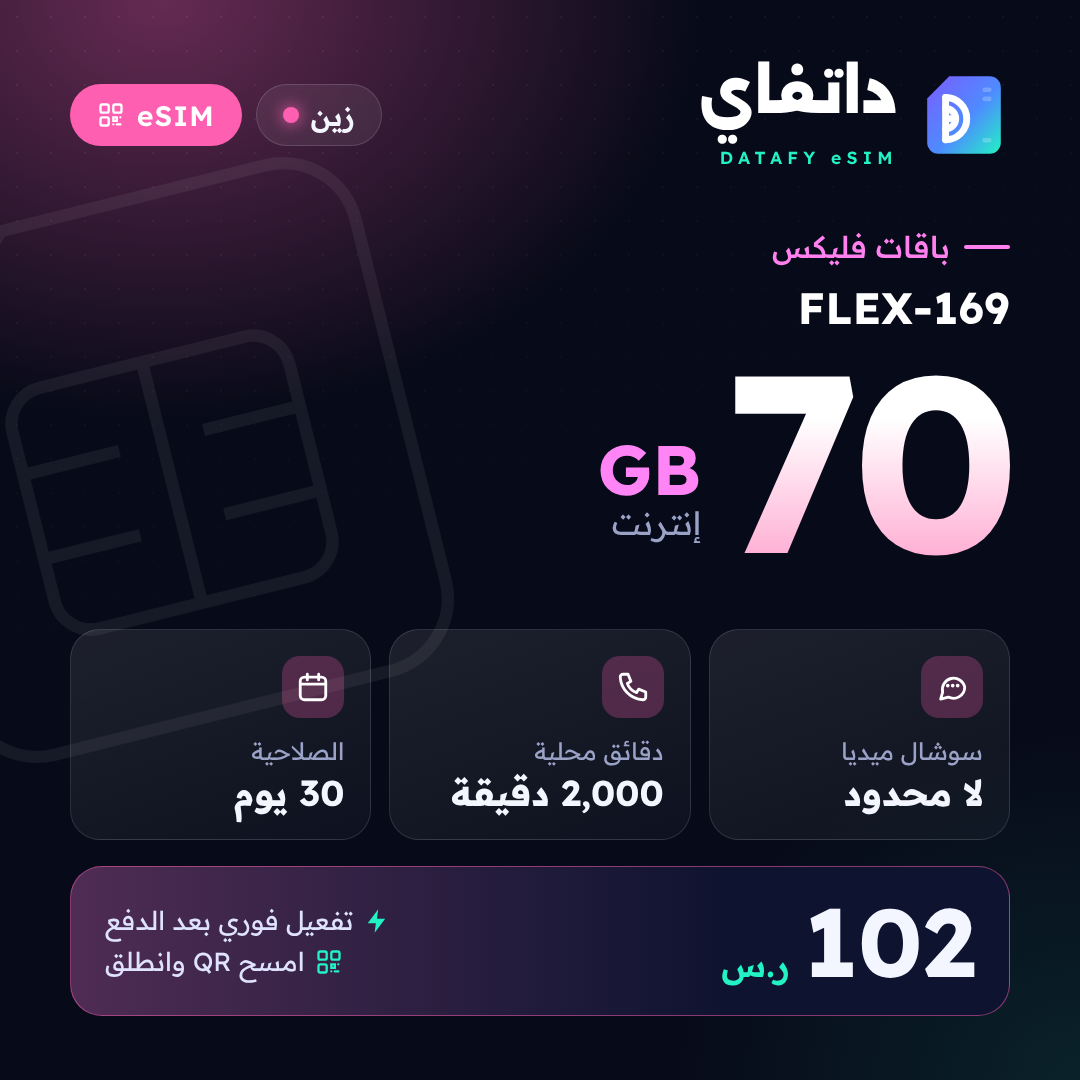 داتفاي
DATAFY eSIM
زين
eSIM
باقات فليكس
FLEX-169
70
GB
إنترنت
سوشال ميديا
لا محدود
دقائق محلية
2,000 دقيقة
الصلاحية
30 يوم
102 ر.س
تفعيل فوري بعد الدفع
امسح QR وانطلق